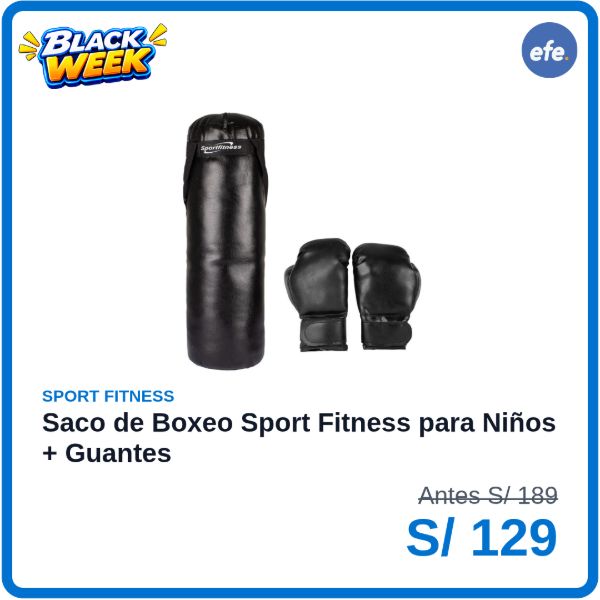 BLACK
WEEK
efe.
Sportfitness
SPORT FITNESS
Saco de Boxeo Sport Fitness para Niños
+ Guantes
Antes S/ 189
S/ 129